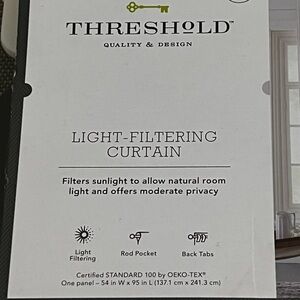 THRESHOLD™
QUALITY & DESIGN
LIGHT-FILTERING
CURTAIN
Filters sunlight to allow natural room
light and offers moderate privacy
Light
Filtering
Rod Pocket
Back Tabs
Certified STANDARD 100 by OEKO-TEX®
One panel – 54 in W x 95 in L (137.1 cm x 241.3 cm)